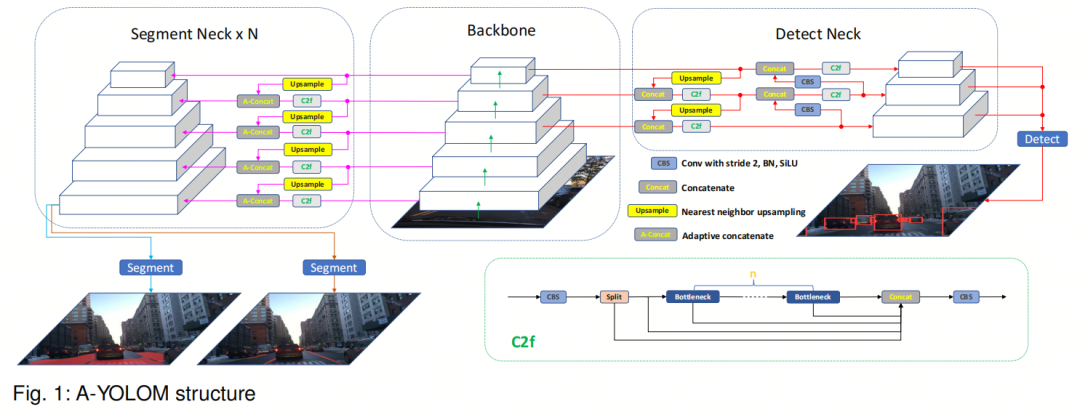 Segment Neck x N
Backbone
Detect Neck
Upsample
A-Concat C2f
Upsample
A-Concat C2f
Upsample
A-Concat C2f
Upsample
A-Concat C2f
Concat C2f
Upsample CBS
Concat C2f Concat C2f
Upsample CBS
Concat C2f
Detect
CBS Conv with stride 2, BN, SiLU
Concat Concatenate
Upsample Nearest neighbor upsampling
A-Concat Adaptive concatenate
Segment Segment
n
CBS Split Bottleneck Bottleneck Concat CBS
C2f
Fig. 1: A-YOLOM structure